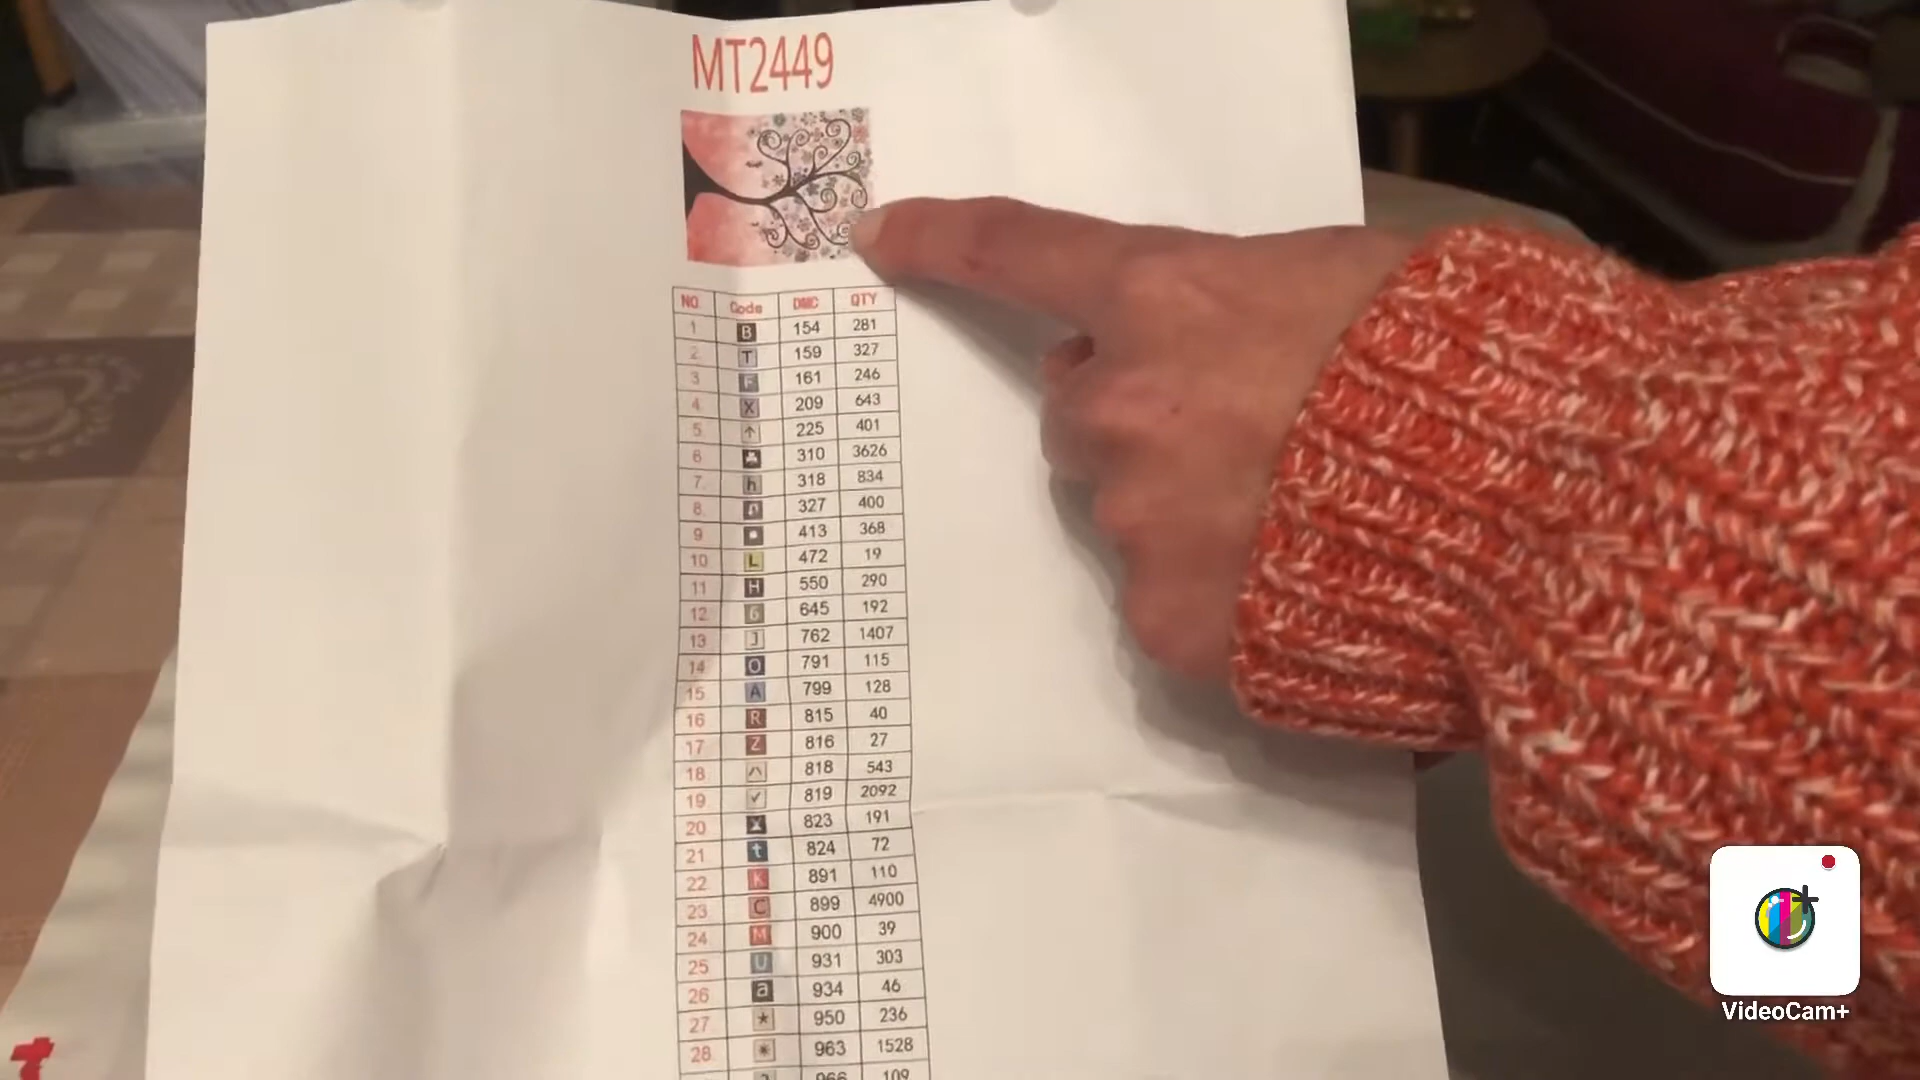 MT2449
NO. Code DMC QTY
1 B 154 281
2 T 159 327
3 F 161 246
4 X 209 643
5 ↑ 225 401
6 310 3626
7 h 318 834
8 327 400
9 413 368
10 L 472 19
11 H 550 290
12 6 645 192
13 J 762 1407
14 O 791 115
15 A 799 128
16 R 815 40
17 Z 816 27
18 818 543
19 ✓ 819 2092
20 823 191
21 t 824 72
22 K 891 110
23 C 899 4900
24 M 900 39
25 U 931 303
26 a 934 46
27 ★ 950 236
28 ✳ 963 1528
966 109
VideoCam+